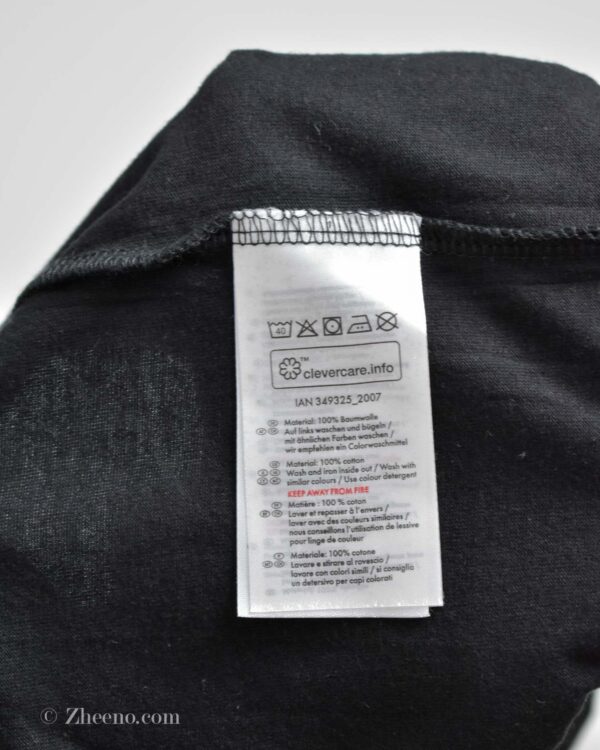 40
™
clevercare.info
IAN 349325_2007
Material: 100% Baumwolle
Auf links waschen und bügeln /
mit ähnlichen Farben waschen /
wir empfehlen ein Colorwaschmittel
Material: 100% cotton
Wash and iron inside out / Wash with
similar colours / Use colour detergent
KEEP AWAY FROM FIRE
Matière : 100% coton
Laver et repasser à l'envers /
laver avec des couleurs similaires /
nous conseillons l'utilisation de lessive
pour linge de couleur
Materiale: 100% cotone
Lavare e stirare al rovescio /
lavare con colori simili / si consiglia
un detersivo per capi colorati
© Zheeno.com